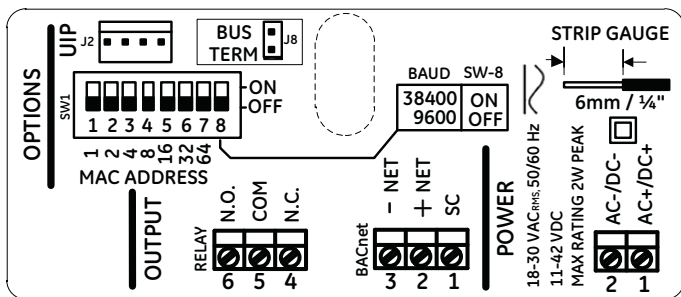 OPTIONS
UIP
J2
BUS
TERM
J8
SW1
ON
OFF
1 2 3 4 5 6 7 8
1 2 4 8 16 32 64
MAC ADDRESS
BAUD SW-8
38400 ON
9600 OFF
STRIP GAUGE
6mm / ¼"
OUTPUT
RELAY
N.O. COM N.C.
6 5 4
BACnet
- NET + NET SC
3 2 1
POWER
18-30 VACRMS, 50/60 Hz
11-42 VDC
MAX RATING 2W PEAK
AC-/DC- AC+/DC+
2 1